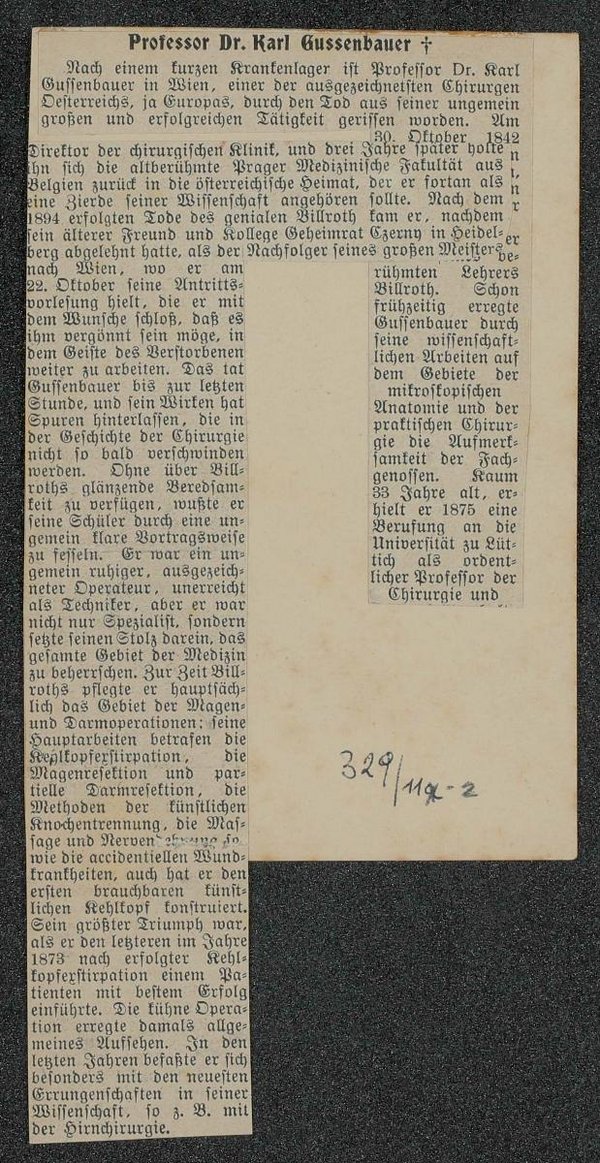 Professor Dr. Karl Gussenbauer †
Nach einem kurzen Krankenlager ist Professor Dr. Karl
Gussenbauer in Wien, einer der ausgezeichnetsten Chirurgen
Oesterreichs, ja Europas, durch den Tod aus seiner ungemein
großen und erfolgreichen Tätigkeit gerissen worden. Am
30. Oktober 1842
rühmten Lehrers
Billroth. Schon
frühzeitig erregte
Gussenbauer durch
seine wissenschaft-
lichen Arbeiten auf
dem Gebiete der
mikroskopischen
Anatomie und der
praktischen Chirur-
gie die Aufmerk-
samkeit der Fach-
genossen. Kaum
33 Jahre alt, er-
hielt er 1875 eine
Berufung an die
Universität zu Lüt-
tich als ordent-
licher Professor der
Chirurgie und
Direktor der chirurgischen Klinik, und drei Jahre später holte
ihn sich die altberühmte Prager Medizinische Fakultät aus
Belgien zurück in die österreichische Heimat, der er fortan als
eine Zierde seiner Wissenschaft angehören sollte. Nach dem
1894 erfolgten Tode des genialen Billroth kam er, nachdem
sein älterer Freund und Kollege Geheimrat Czerny in Heidel-
berg abgelehnt hatte, als der Nachfolger seines großen Meisters
nach Wien, wo er am
22. Oktober seine Antritts-
vorlesung hielt, die er mit
dem Wunsche schloß, daß es
ihm vergönnt sein möge, in
dem Geiste des Verstorbenen
weiter zu arbeiten. Das tat
Gussenbauer bis zur letzten
Stunde, und sein Wirken hat
Spuren hinterlassen, die in
der Geschichte der Chirurgie
nicht so bald verschwinden
werden. Ohne über Bill-
roths glänzende Beredsam-
keit zu verfügen, wußte er
seine Schüler durch eine un-
gemein klare Vortragsweise
zu fesseln. Er war ein un-
gemein ruhiger, ausgezeich-
neter Operateur, unerreicht
als Techniker, aber er war
nicht nur Spezialist, sondern
setzte seinen Stolz darein, das
gesamte Gebiet der Medizin
zu beherrschen. Zur Zeit Bill-
roths pflegte er hauptsäch-
lich das Gebiet der Magen-
und Darmoperationen; seine
Hauptarbeiten betrafen die
Kehlkopfexstirpation, die
Magenresektion und par-
tielle Darmresektion, die
Methoden der künstlichen
Knochentrennung, die Mas-
sage und Nervendehnung so
wie die accidentiellen Wund-
krankheiten, auch hat er den
ersten brauchbaren künst-
lichen Kehlkopf konstruiert.
Sein größter Triumph war,
als er den letzteren im Jahre
1873 nach erfolgter Kehl-
kopfexstirpation einem Pa-
tienten mit bestem Erfolg
einführte. Die kühne Opera-
tion erregte damals allge-
meines Aufsehen. In den
letzten Jahren befaßte er sich
besonders mit den neuesten
Errungenschaften in seiner
Wissenschaft, so z. B. mit
der Hirnchirurgie.